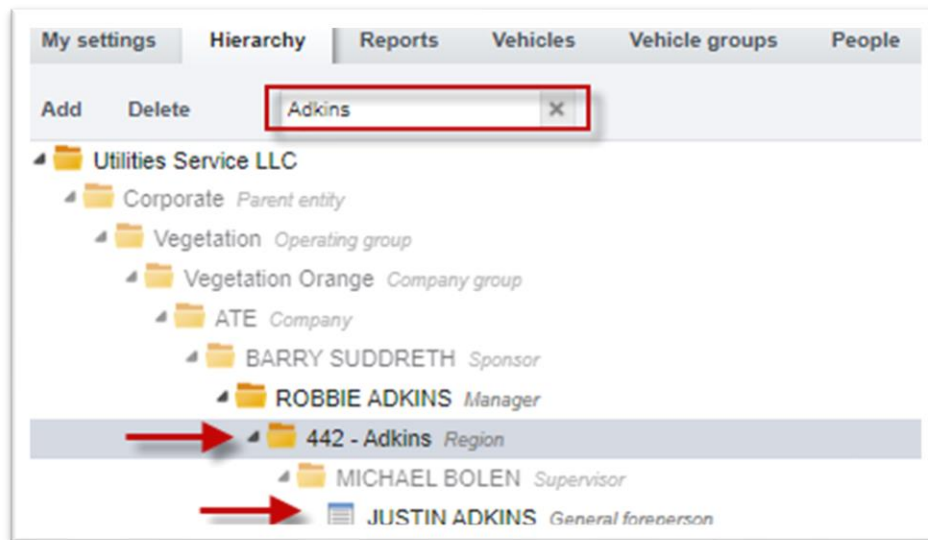 My settings Hierarchy Reports Vehicles Vehicle groups People
Add Delete Adkins
Utilities Service LLC
Corporate Parent entity
Vegetation Operating group
Vegetation Orange Company group
ATE Company
BARRY SUDDRETH Sponsor
ROBBIE ADKINS Manager
442 - Adkins Region
MICHAEL BOLEN Supervisor
JUSTIN ADKINS General foreperson